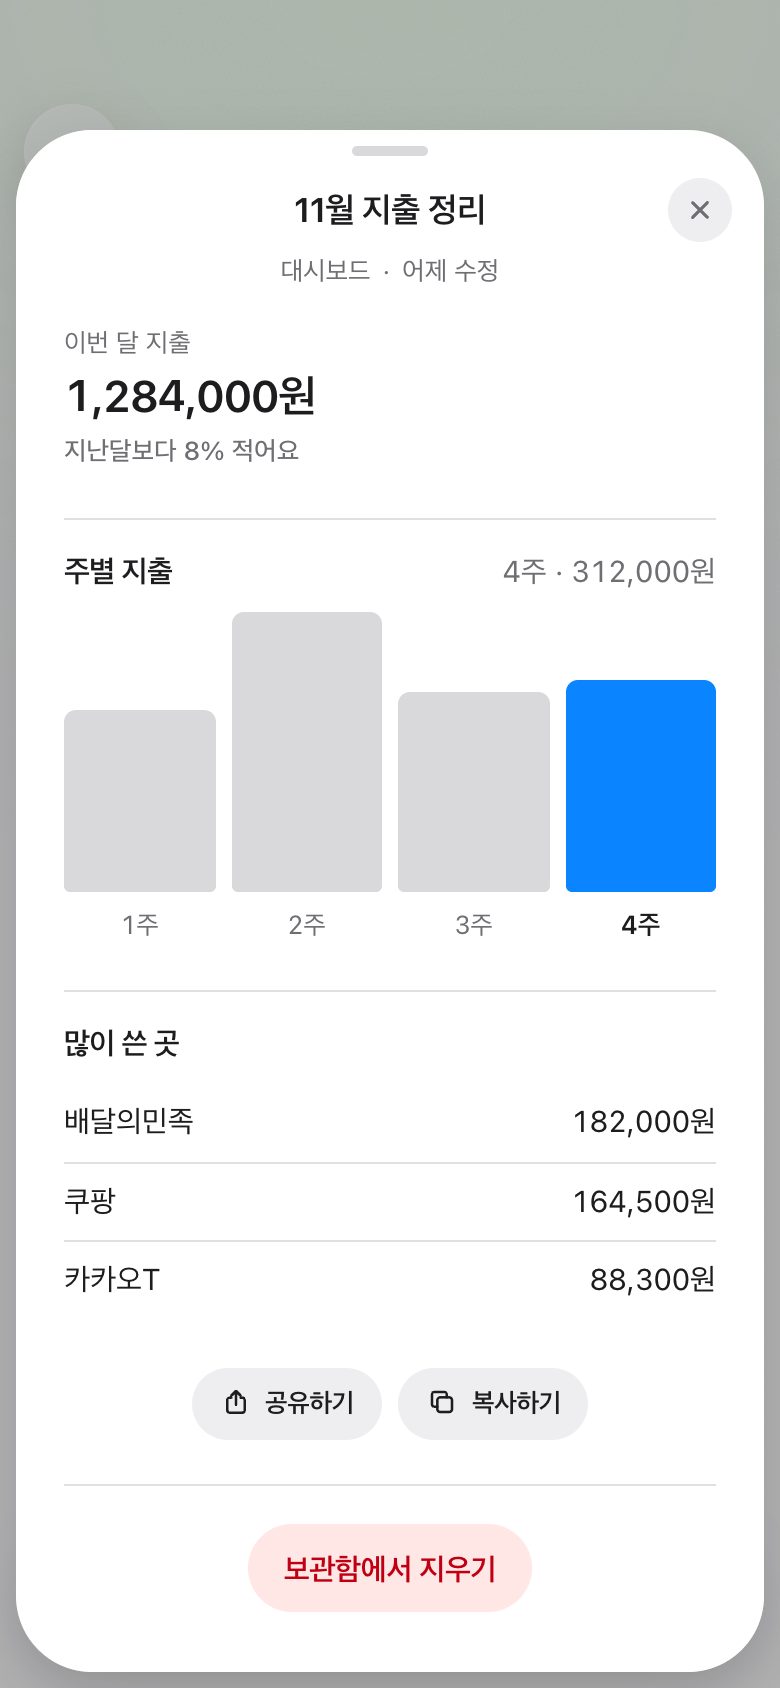 11월 지출 정리
대시보드 · 어제 수정
이번 달 지출
1,284,000원
지난달보다 8% 적어요
주별 지출
4주 · 312,000원
1주
2주
3주
4주
많이 쓴 곳
배달의민족 182,000원
쿠팡 164,500원
카카오T 88,300원
공유하기
복사하기
보관함에서 지우기